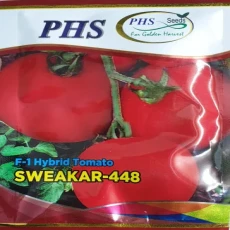 PHS
PHS Seeds
For Golden Harvest
F-1 Hybrid Tomato
SWEAKAR-448